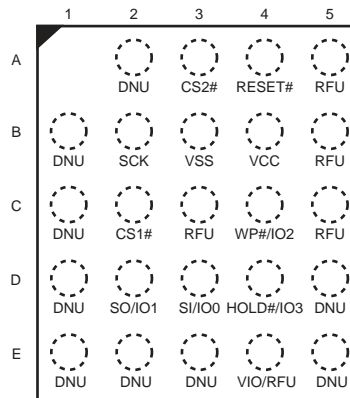 1 2 3 4 5
A
DNU CS2# RESET# RFU
B
DNU SCK VSS VCC RFU
C
DNU CS1# RFU WP#/IO2 RFU
D
DNU SO/IO1 SI/IO0 HOLD#/IO3 DNU
E
DNU DNU DNU VIO/RFU DNU